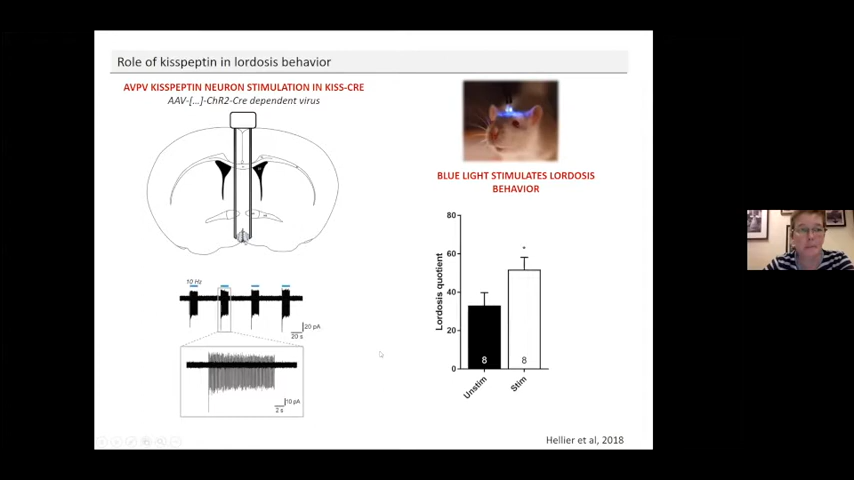 Role of kisspeptin in lordosis behavior
AVPV KISSPEPTIN NEURON STIMULATION IN KISS-CRE
AAV-[...]-ChR2-Cre dependent virus
10 Hz
20 pA
20 s
10 pA
2 s
BLUE LIGHT STIMULATES LORDOSIS
BEHAVIOR
80
60
40
20
0
Lordosis quotient
*
8
8
Unstim
Stim
Hellier et al, 2018